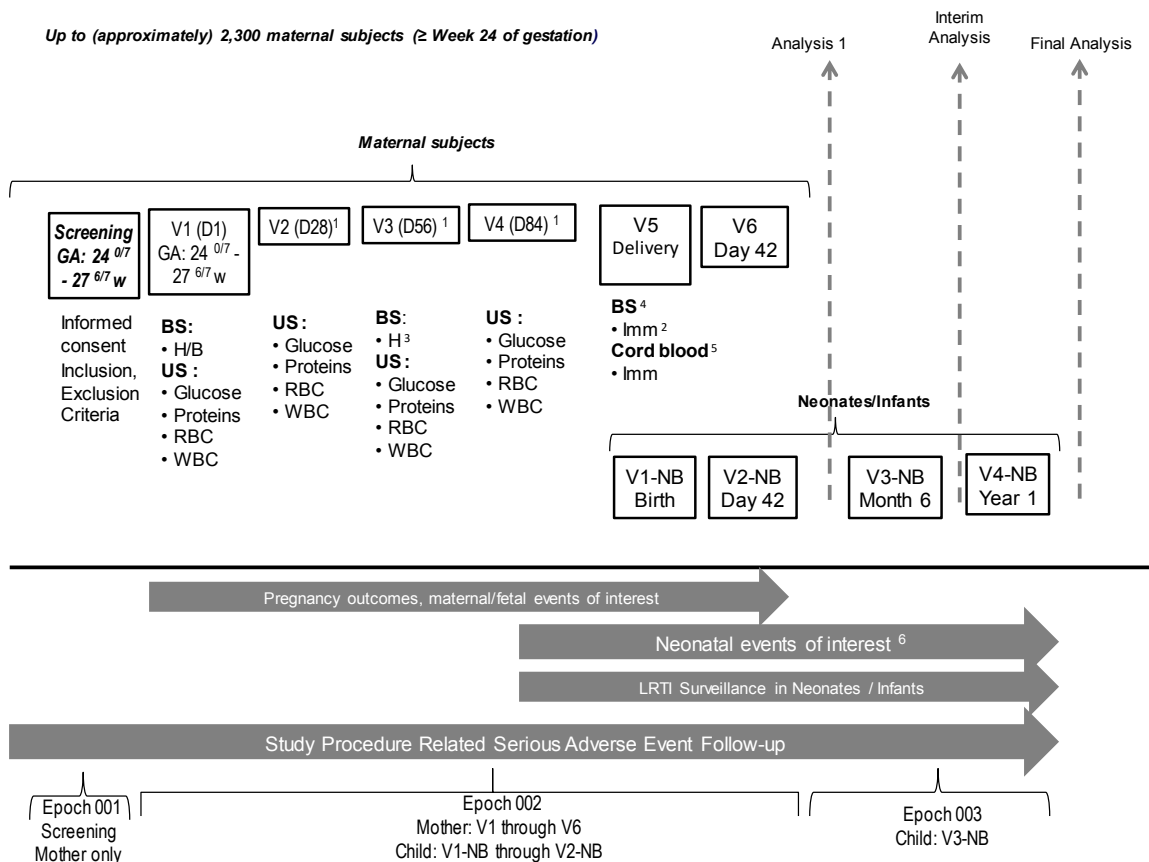 Up to (approximately) 2,300 maternal subjects (≥ Week 24 of gestation)
Analysis 1
Interim
Analysis
Final Analysis
Maternal subjects
Screening
GA: 24 0/7
- 27 6/7 w
V1 (D1)
GA: 24 0/7 -
27 6/7 w
V2 (D28)1
V3 (D56) 1
V4 (D84) 1
V5
Delivery
V6
Day 42
Informed
consent
Inclusion,
Exclusion
Criteria
BS:
• H/B
US :
• Glucose
• Proteins
• RBC
• WBC
US :
• Glucose
• Proteins
• RBC
• WBC
BS:
• H 3
US:
• Glucose
• Proteins
• RBC
• WBC
US :
• Glucose
• Proteins
• RBC
• WBC
BS 4
• Imm 2
Cord blood 5
• Imm
Neonates/Infants
V1-NB
Birth
V2-NB
Day 42
V3-NB
Month 6
V4-NB
Year 1
Pregnancy outcomes, maternal/fetal events of interest
Neonatal events of interest 6
LRTI Surveillance in Neonates / Infants
Study Procedure Related Serious Adverse Event Follow-up
Epoch 001
Screening
Mother only
Epoch 002
Mother: V1 through V6
Child: V1-NB through V2-NB
Epoch 003
Child: V3-NB